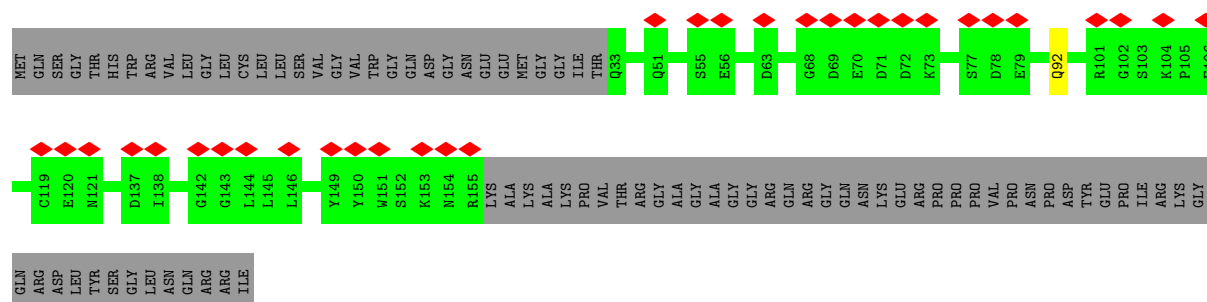 MET GLN SER GLY THR HIS TRP ARG VAL LEU GLY LEU CYS LEU LEU SER VAL GLY VAL TRP GLY GLN ASP GLY ASN GLU GLU MET GLY GLY ILE THR Q33 Q51 S55 E56 D63 G68 D69 E70 D71 D72 K73 S77 D78 E79 Q92 R101 G102 S103 K104 P105
C119 E120 N121 D137 I138 G142 G143 L144 L145 L146 Y149 Y150 W151 S152 K153 N154 R155 LYS ALA LYS ALA LYS PRO VAL THR ARG GLY ALA GLY ALA GLY GLY ARG GLN ARG GLY GLN ASN LYS GLU ARG PRO PRO PRO VAL PRO ASN PRO ASP TYR GLU PRO ILE ARG LYS GLY
GLN ARG ASP LEU TYR SER GLY LEU ASN GLN ARG ARG ILE